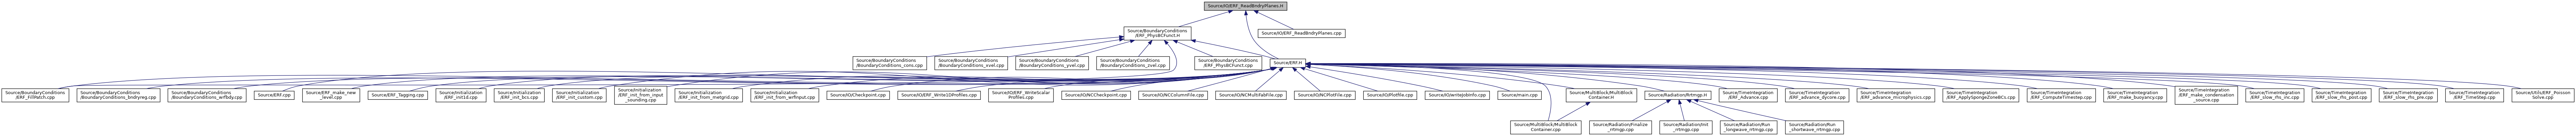 Source/IO/ERF_ReadBndryPlanes.H
Source/BoundaryConditions
/ERF_PhysBCFunct.H
Source/IO/ERF_ReadBndryPlanes.cpp
Source/BoundaryConditions
/BoundaryConditions_cons.cpp
Source/BoundaryConditions
/BoundaryConditions_xvel.cpp
Source/BoundaryConditions
/BoundaryConditions_yvel.cpp
Source/BoundaryConditions
/BoundaryConditions_zvel.cpp
Source/BoundaryConditions
/ERF_PhysBCFunct.cpp
Source/ERF.H
Source/BoundaryConditions
/ERF_FillPatch.cpp
Source/BoundaryConditions
/BoundaryConditions_bndryreg.cpp
Source/BoundaryConditions
/BoundaryConditions_wrfbdy.cpp
Source/ERF.cpp
Source/ERF_make_new
_level.cpp
Source/ERF_Tagging.cpp
Source/Initialization
/ERF_init1d.cpp
Source/Initialization
/ERF_init_bcs.cpp
Source/Initialization
/ERF_init_custom.cpp
Source/Initialization
/ERF_init_from_input
_sounding.cpp
Source/Initialization
/ERF_init_from_metgrid.cpp
Source/Initialization
/ERF_init_from_wrfinput.cpp
Source/IO/Checkpoint.cpp
Source/IO/ERF_Write1DProfiles.cpp
Source/IO/ERF_WriteScalar
Profiles.cpp
Source/IO/NCCheckpoint.cpp
Source/IO/NCColumnFile.cpp
Source/IO/NCMultiFabFile.cpp
Source/IO/NCPlotFile.cpp
Source/IO/Plotfile.cpp
Source/IO/writeJobInfo.cpp
Source/main.cpp
Source/MultiBlock/MultiBlock
Container.H
Source/Radiation/Rrtmgp.H
Source/TimeIntegration
/ERF_Advance.cpp
Source/TimeIntegration
/ERF_advance_dycore.cpp
Source/TimeIntegration
/ERF_advance_microphysics.cpp
Source/TimeIntegration
/ERF_ApplySpongeZoneBCs.cpp
Source/TimeIntegration
/ERF_ComputeTimestep.cpp
Source/TimeIntegration
/ERF_make_buoyancy.cpp
Source/TimeIntegration
/ERF_make_condensation
_source.cpp
Source/TimeIntegration
/ERF_slow_rhs_inc.cpp
Source/TimeIntegration
/ERF_slow_rhs_post.cpp
Source/TimeIntegration
/ERF_slow_rhs_pre.cpp
Source/TimeIntegration
/ERF_TimeStep.cpp
Source/Utils/ERF_Poisson
Solve.cpp
Source/MultiBlock/MultiBlock
Container.cpp
Source/Radiation/Finalize
_rrtmgp.cpp
Source/Radiation/Init
_rrtmgp.cpp
Source/Radiation/Run
_longwave_rrtmgp.cpp
Source/Radiation/Run
_shortwave_rrtmgp.cpp